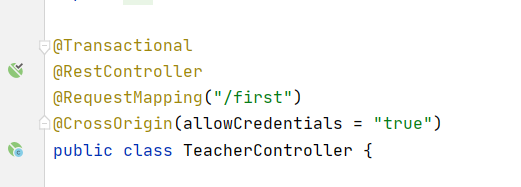 @Transactional
@RestController
@RequestMapping("/first")
@CrossOrigin(allowCredentials = "true")
public class TeacherController {